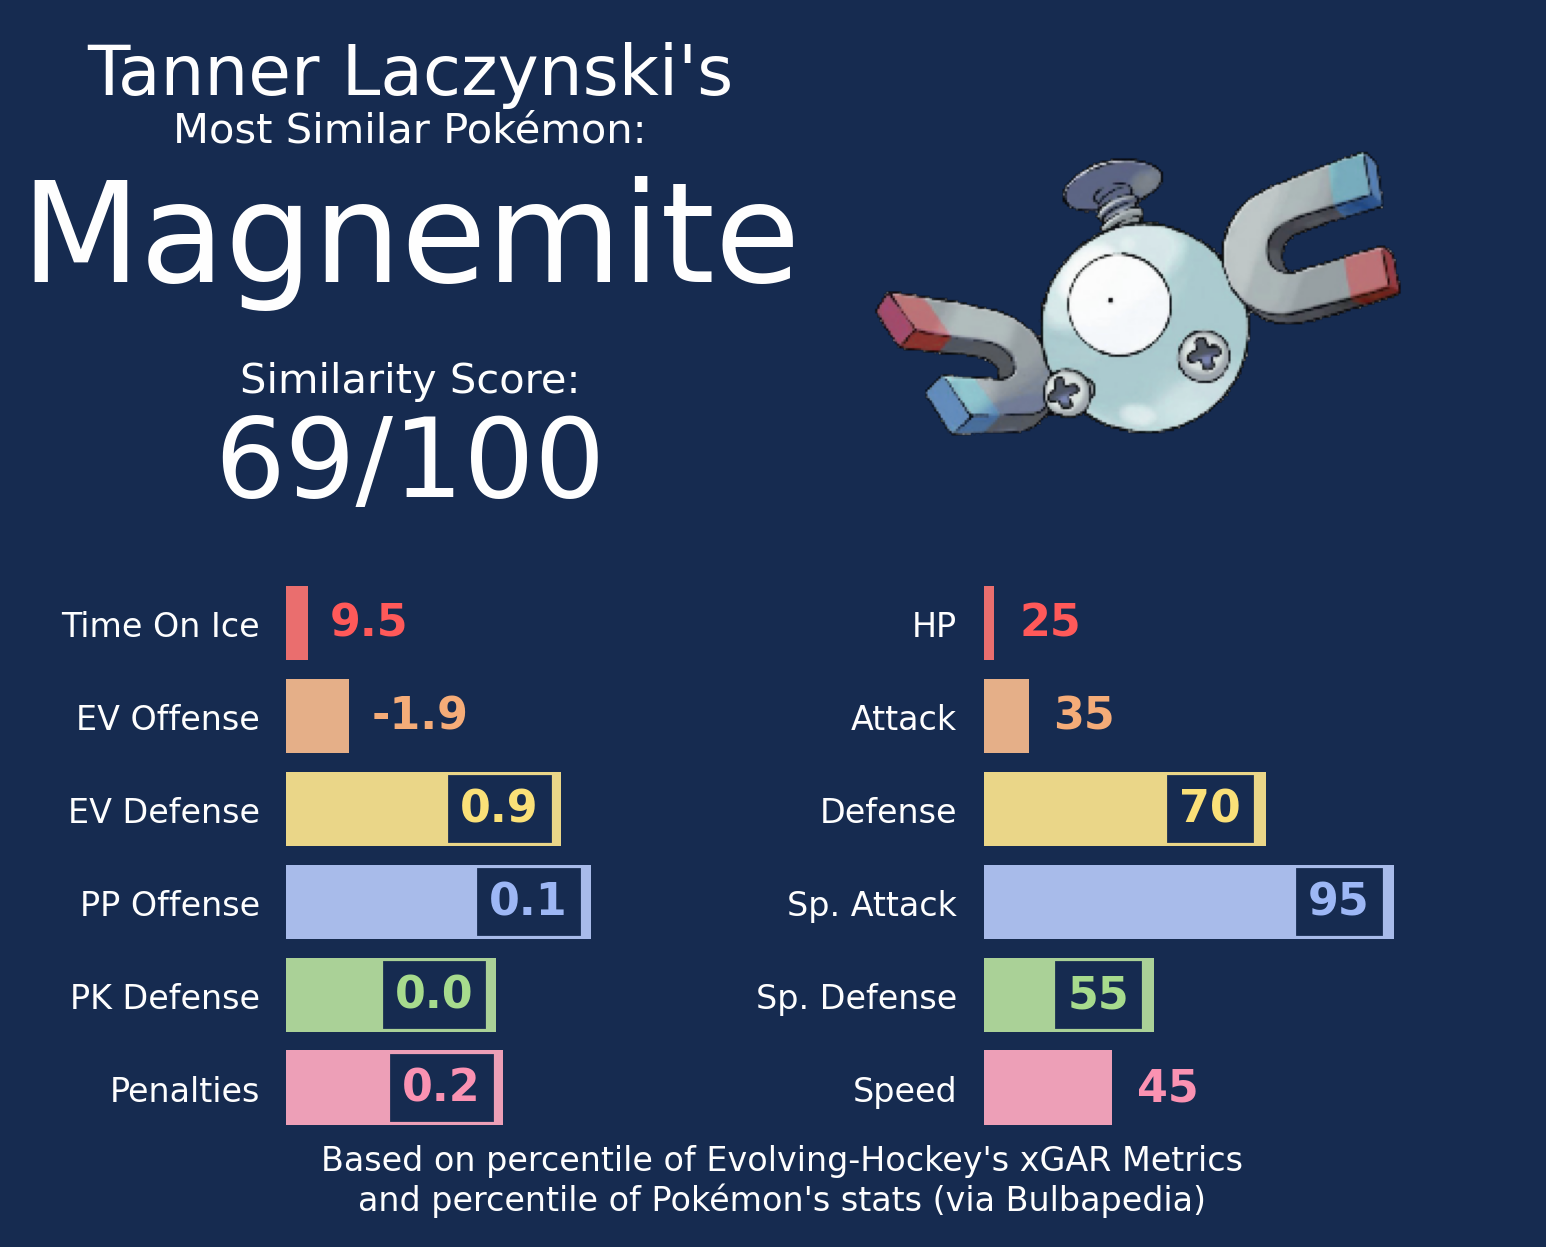 Tanner Laczynski's
Most Similar Pokémon:
Magnemite
Similarity Score:
69/100
Time On Ice 9.5
EV Offense -1.9
EV Defense 0.9
PP Offense 0.1
PK Defense 0.0
Penalties 0.2
HP 25
Attack 35
Defense 70
Sp. Attack 95
Sp. Defense 55
Speed 45
Based on percentile of Evolving-Hockey's xGAR Metrics
and percentile of Pokémon's stats (via Bulbapedia)